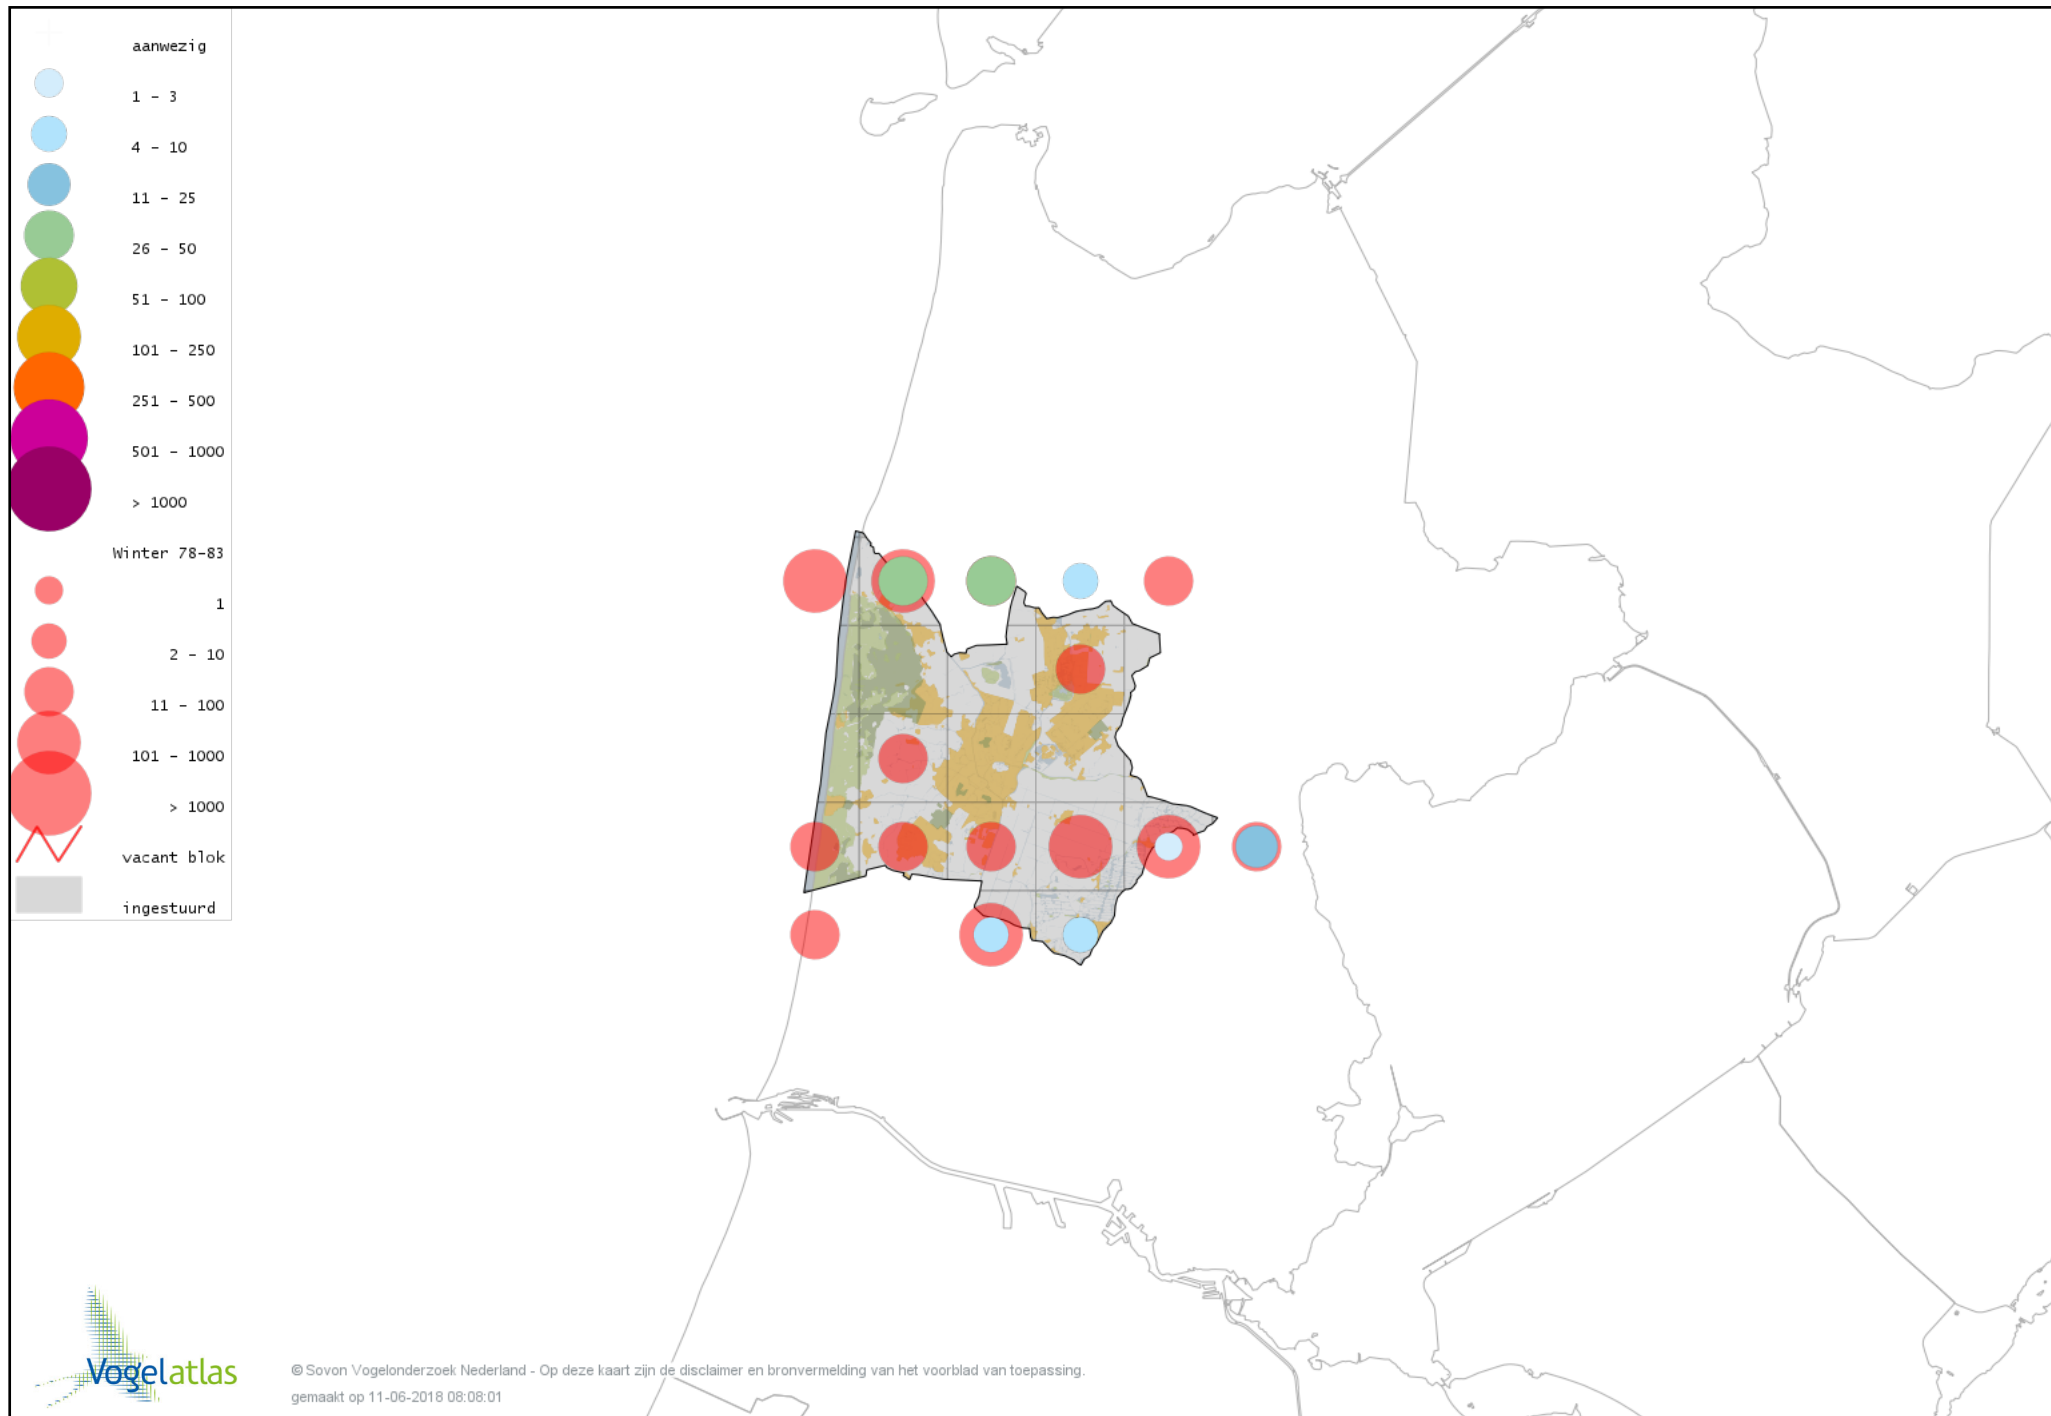 aanwezig
1 - 3
4 - 10
11 - 25
26 - 50
51 - 100
101 - 250
251 - 500
501 - 1000
> 1000
Winter 78-83
1
2 - 10
11 - 100
101 - 1000
> 1000
vacant blok
ingestuurd
Vogelatlas
© Sovon Vogelonderzoek Nederland - Op deze kaart zijn de disclaimer en bronvermelding van het voorblad van toepassing.
gemaakt op 11-06-2018 08:08:01